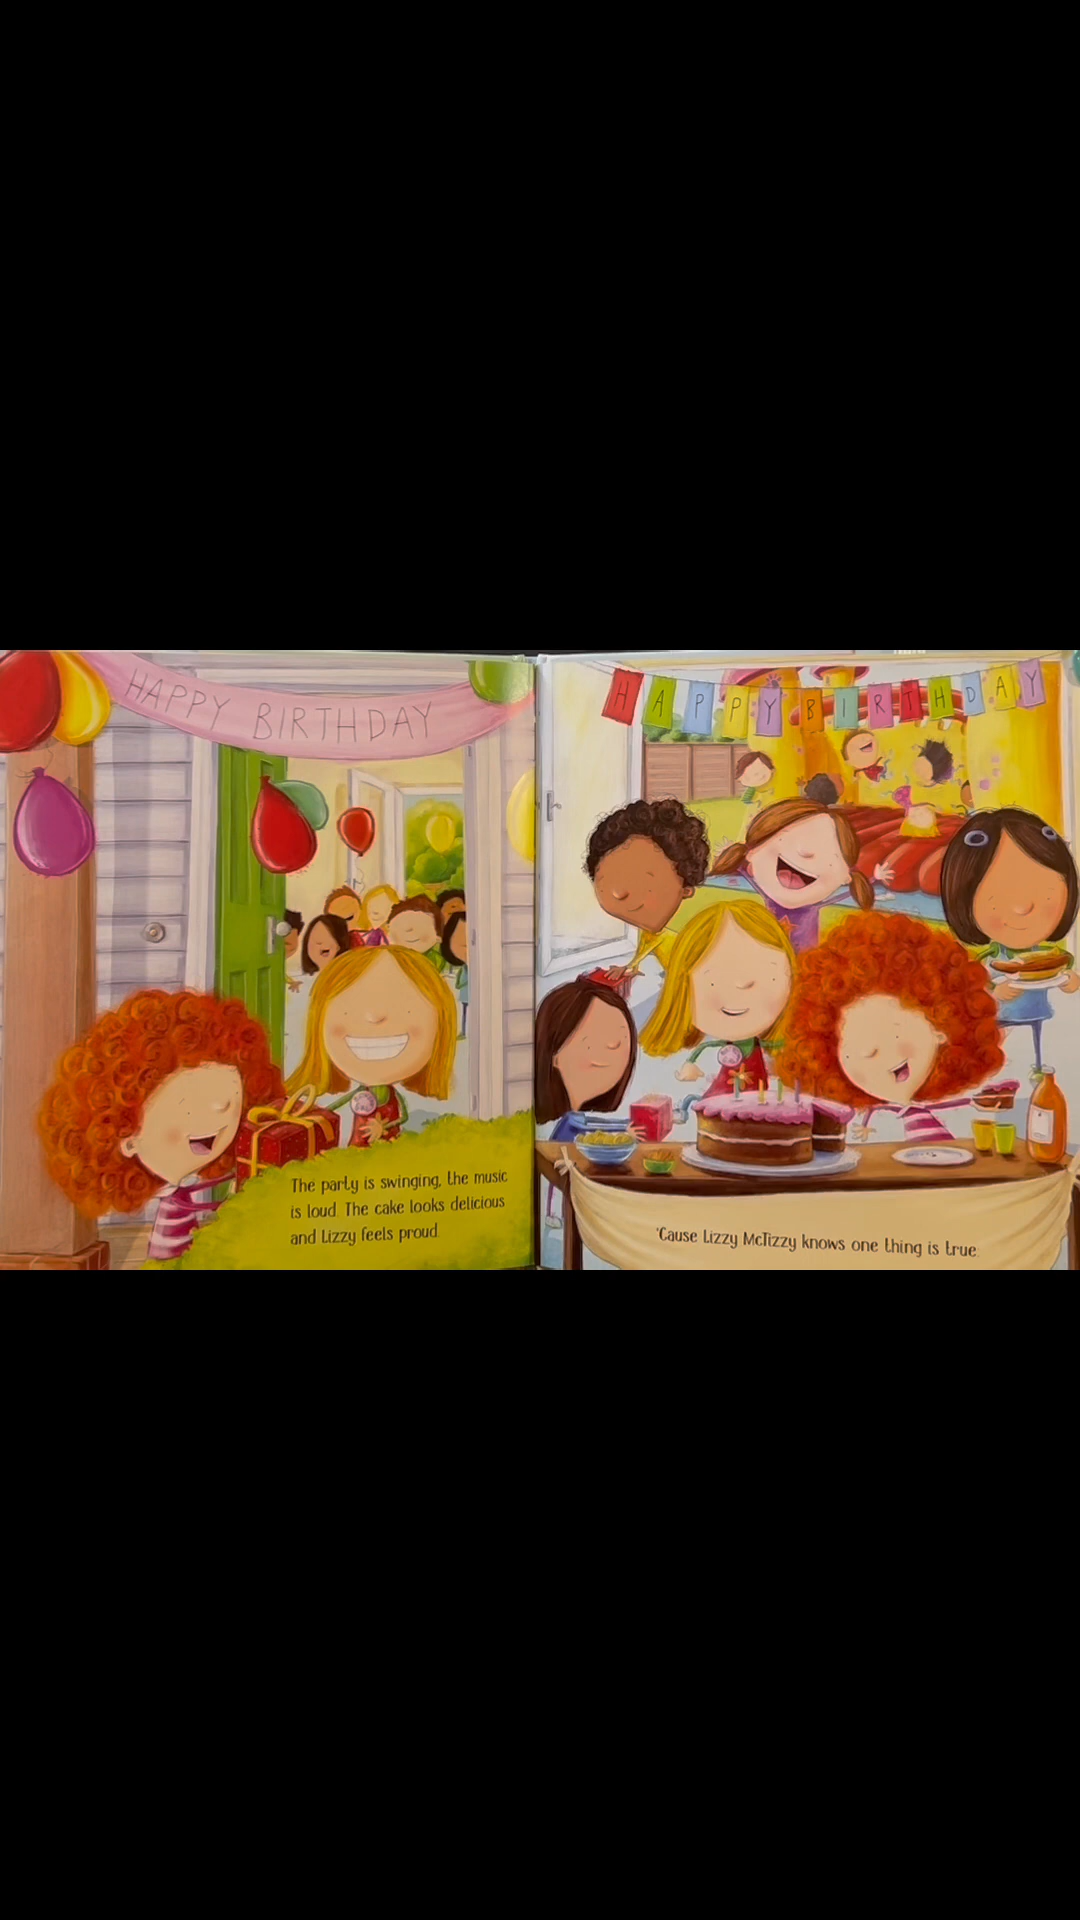 HAPPY BIRTHDAY
The party is swinging, the music
is loud. The cake looks delicious
and Lizzy feels proud.
HAPPY BIRTHDAY
'Cause Lizzy McTizzy knows one thing is true.